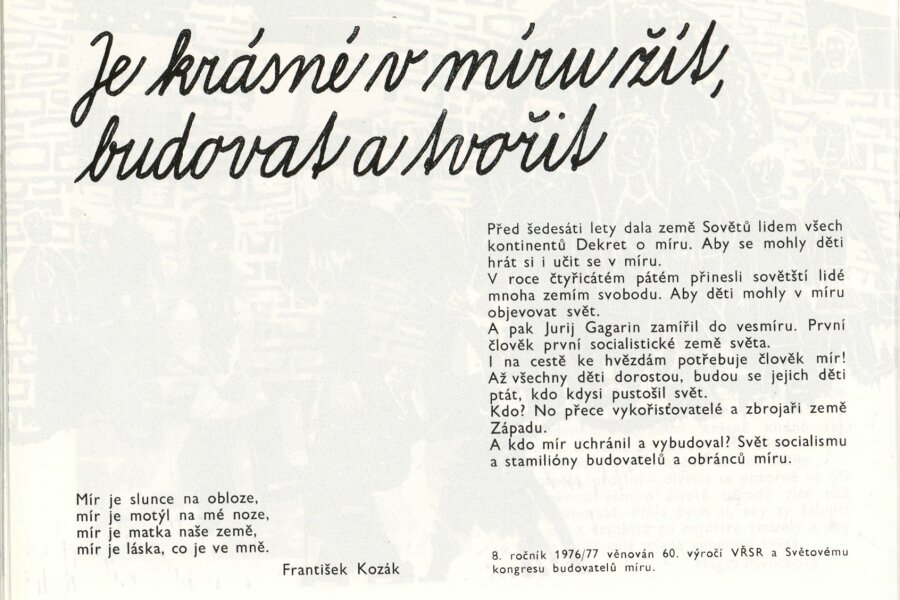 Je krásné v míru žít,
budovat a tvořit
Před šedesáti lety dala země Sovětů lidem všech
kontinentů Dekret o míru. Aby se mohly děti
hrát si i učit se v míru.
V roce čtyřicátém pátém přinesli sovětští lidé
mnoha zemím svobodu. Aby děti mohly v míru
objevovat svět.
A pak Jurij Gagarin zamířil do vesmíru. První
člověk první socialistické země světa.
I na cestě ke hvězdám potřebuje člověk mír!
Až všechny děti dorostou, budou se jejich děti
ptát, kdo kdysi pustošil svět.
Kdo? No přece vykořisťovatelé a zbrojaři země
Západu.
A kdo mír uchránil a vybudoval? Svět socialismu
a stamilióny budovatelů a obránců míru.
Mír je slunce na obloze,
mír je motýl na mé noze,
mír je matka naše země,
mír je láska, co je ve mně.
František Kozák
8. ročník 1976/77 věnován 60. výročí VŘSR a Světovému
kongresu budovatelů míru.